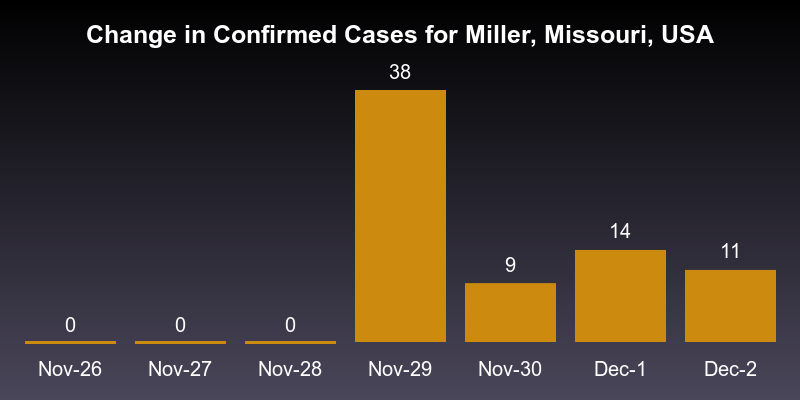 Change in Confirmed Cases for Miller, Missouri, USA
38
14
11
9
0 0 0
Nov-26 Nov-27 Nov-28 Nov-29 Nov-30 Dec-1 Dec-2